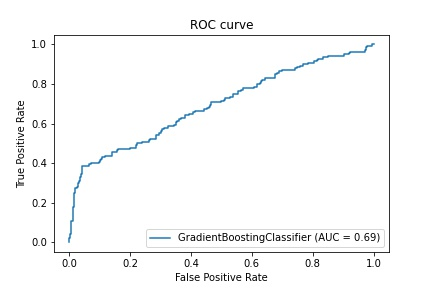 ROC curve
1.0
0.8
0.6
0.4
0.2
0.0
True Positive Rate
GradientBoostingClassifier (AUC = 0.69)
0.0 0.2 0.4 0.6 0.8 1.0
False Positive Rate